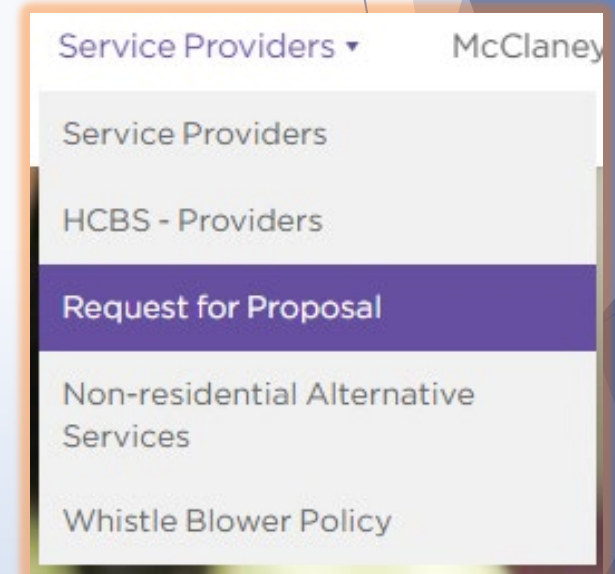 Service Providers ▾ McClaney
Service Providers
HCBS - Providers
Request for Proposal
Non-residential Alternative
Services
Whistle Blower Policy